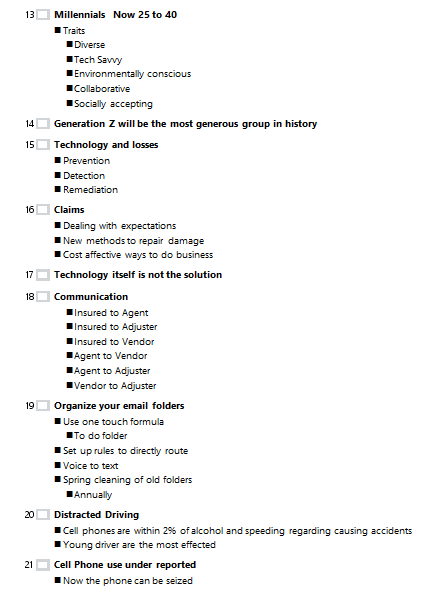 13 Millennials Now 25 to 40
■ Traits
■ Diverse
■ Tech Savvy
■ Environmentally conscious
■ Collaborative
■ Socially accepting
14 Generation Z will be the most generous group in history
15 Technology and losses
■ Prevention
■ Detection
■ Remediation
16 Claims
■ Dealing with expectations
■ New methods to repair damage
■ Cost affective ways to do business
17 Technology itself is not the solution
18 Communication
■ Insured to Agent
■ Insured to Adjuster
■ Insured to Vendor
■ Agent to Vendor
■ Agent to Adjuster
■ Vendor to Adjuster
19 Organize your email folders
■ Use one touch formula
■ To do folder
■ Set up rules to directly route
■ Voice to text
■ Spring cleaning of old folders
■ Annually
20 Distracted Driving
■ Cell phones are within 2% of alcohol and speeding regarding causing accidents
■ Young driver are the most effected
21 Cell Phone use under reported
■ Now the phone can be seized